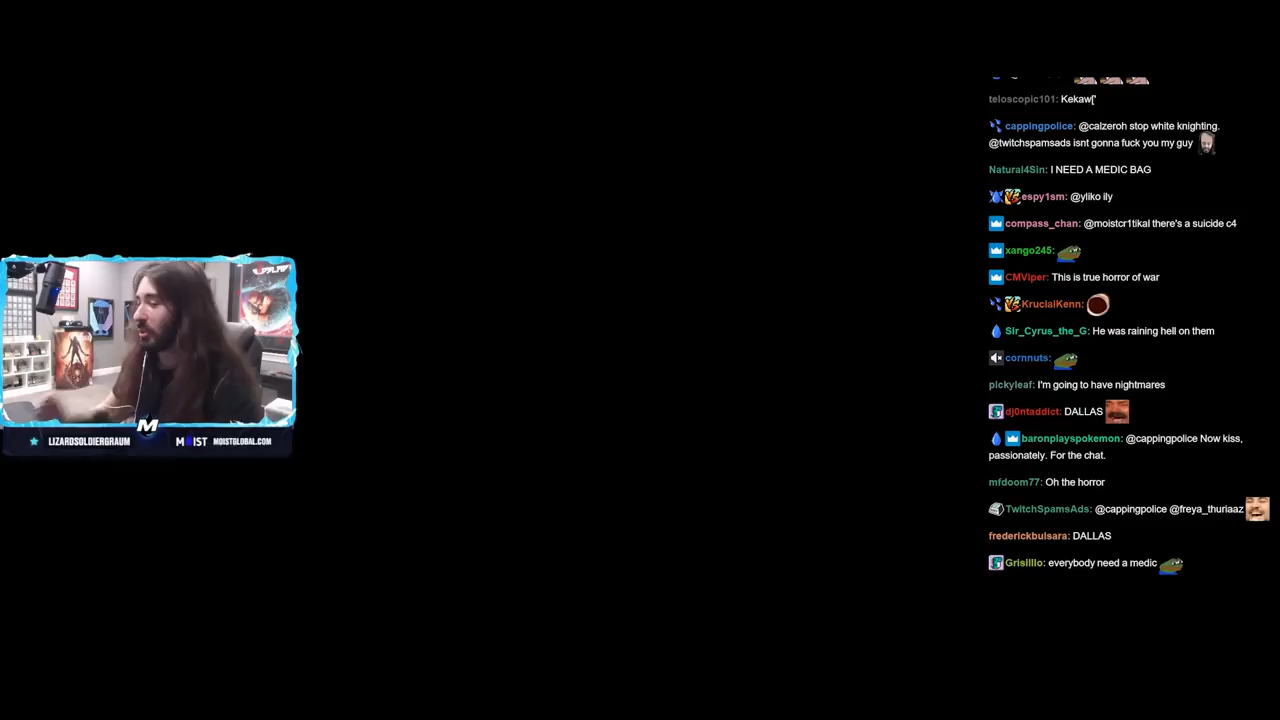 teloscopic101: Kekaw['
cappingpolice: @calzeroh stop white knighting.
@twitchspamsads isnt gonna fuck you my guy
Natural4Sin: I NEED A MEDIC BAG
espy1sm: @yliko ily
compass_chan: @moistcr1tikal there's a suicide c4
xango245:
CMViper: This is true horror of war
KrucialKenn:
Sir_Cyrus_the_G: He was raining hell on them
cornnuts:
pickyleaf: I'm going to have nightmares
dj0ntaddict: DALLAS
baronplayspokemon: @cappingpolice Now kiss,
passionately. For the chat.
mfdoom77: Oh the horror
TwitchSpamsAds: @cappingpolice @freya_thuriaaz
frederickbulsara: DALLAS
Grisillio: everybody need a medic
M
LIZARDSOLDIERGRAUM MOIST MOISTGLOBAL.COM